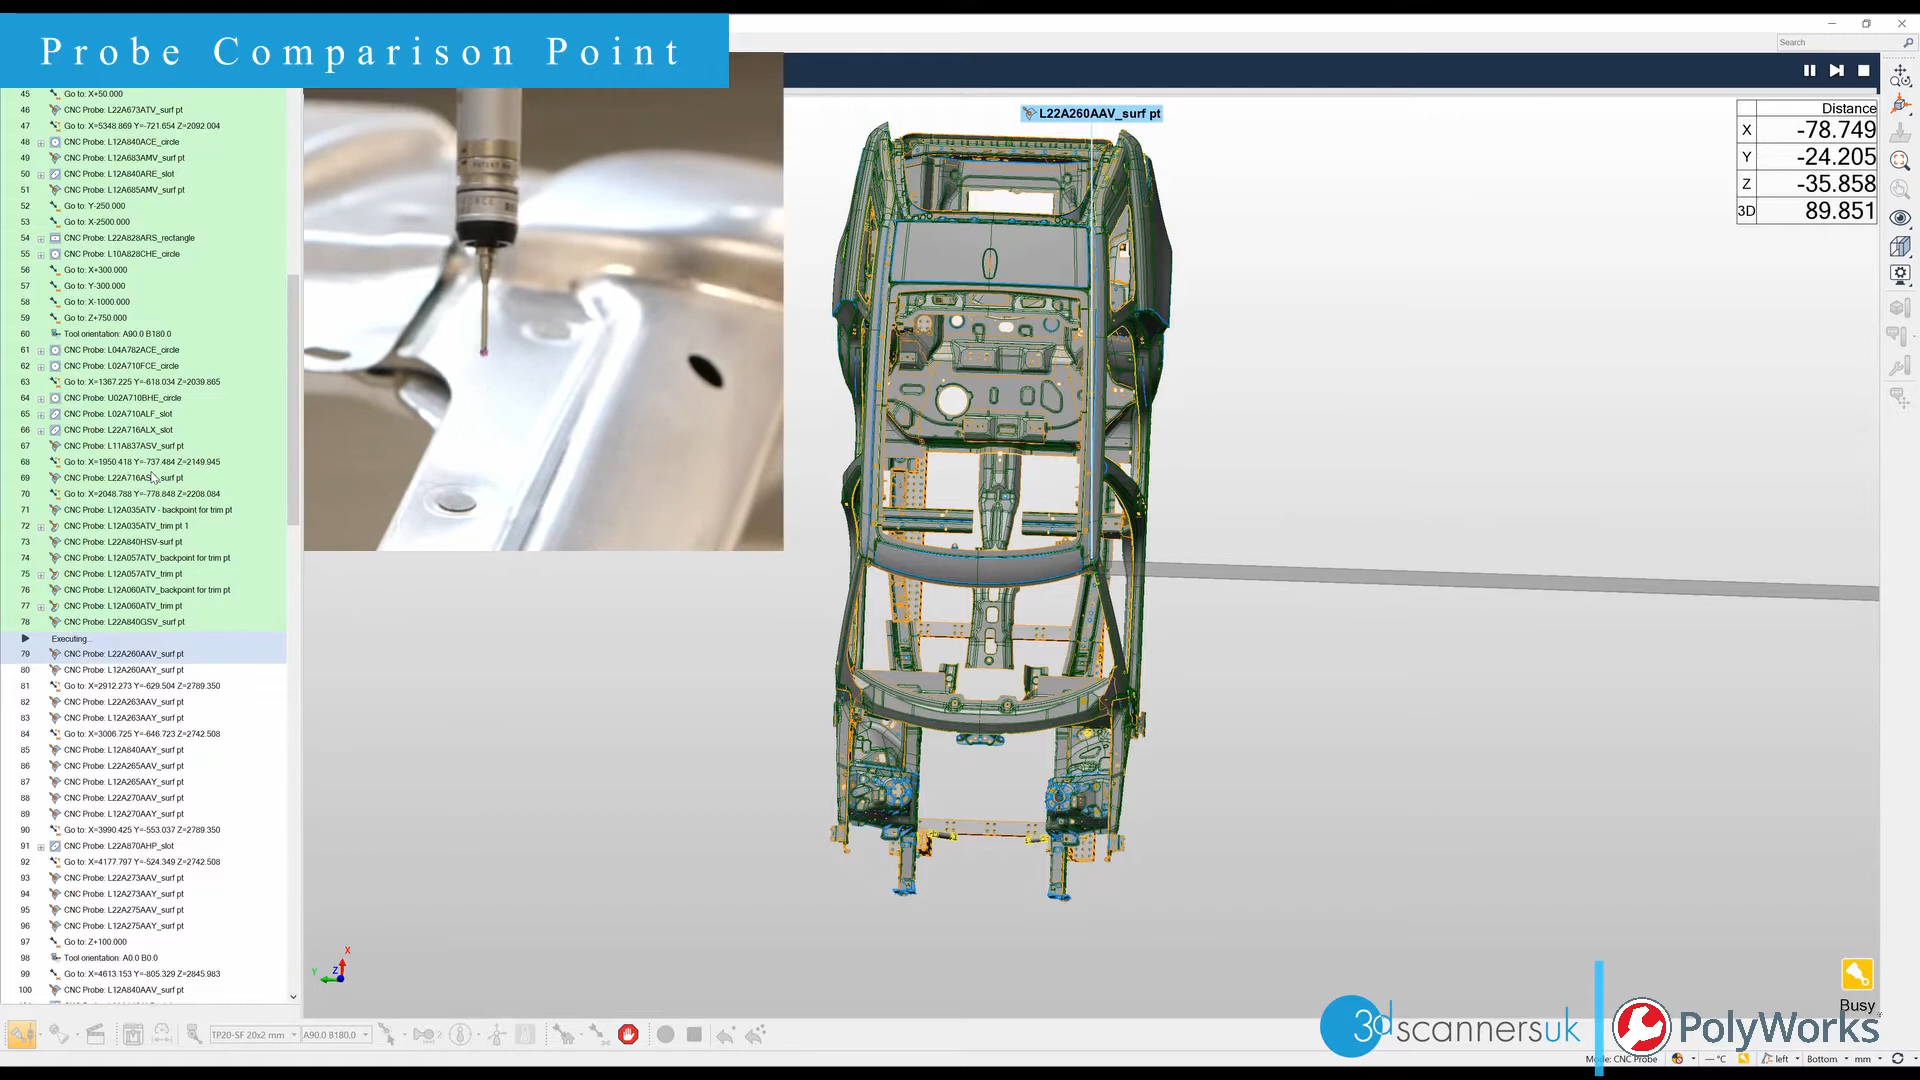 Probe Comparison Point
Search
45 Go to: X+50.000
46 CNC Probe: L22A673ATV_surf pt
47 Go to: X=5348.869 Y=-721.654 Z=2092.004
48 CNC Probe: L12A840ACE_circle
49 CNC Probe: L12A683AMV_surf pt
50 CNC Probe: L12A840ARE_slot
51 CNC Probe: L12A685AMV_surf pt
52 Go to: Y-250.000
53 Go to: X-2500.000
54 CNC Probe: L22A828ARS_rectangle
55 CNC Probe: L10A828CHE_circle
56 Go to: X+300.000
57 Go to: Y-300.000
58 Go to: X-1000.000
59 Go to: Z+750.000
60 Tool orientation: A90.0 B180.0
61 CNC Probe: L04A782ACE_circle
62 CNC Probe: L02A710FCE_circle
63 Go to: X=1367.225 Y=-618.034 Z=2039.865
64 CNC Probe: U02A710BHE_circle
65 CNC Probe: L02A710ALF_slot
66 CNC Probe: L22A716ALX_slot
67 CNC Probe: L11A837ASV_surf pt
68 Go to: X=1950.418 Y=-737.484 Z=2149.945
69 CNC Probe: surf pt
70 Go to: X=2048.788 Y=-778.848 Z=2208.084
71 CNC Probe: L12A035ATV - backpoint for trim pt
72 CNC Probe: L12A035ATV_trim pt 1
73 CNC Probe: L22A840HSV-surf pt
74 CNC Probe: L12A057ATV_backpoint for trim pt
75 CNC Probe: L12A057ATV_trim pt
76 CNC Probe: L12A060ATV_backpoint for trim pt
77 CNC Probe: L12A060ATV_trim pt
78 CNC Probe: L22A840GSV_surf pt
Executing...
79 CNC Probe: L22A260AAV_surf pt
80 CNC Probe: L12A260AAY_surf pt
81 Go to: X=2912.273 Y=-629.504 Z=2789.350
82 CNC Probe: L22A263AAV_surf pt
83 CNC Probe: L12A263AAY_surf pt
84 Go to: X=3006.725 Y=-646.723 Z=2742.508
85 CNC Probe: L12A840AAY_surf pt
86 CNC Probe: L22A265AAV_surf pt
87 CNC Probe: L12A265AAY_surf pt
88 CNC Probe: L22A270AAV_surf pt
89 CNC Probe: L12A270AAY_surf pt
90 Go to: X=3990.425 Y=-553.037 Z=2789.350
91 CNC Probe: L22A870AHP_slot
92 Go to: X=4177.797 Y=-524.349 Z=2742.508
93 CNC Probe: L22A273AAV_surf pt
94 CNC Probe: L12A273AAY_surf pt
95 CNC Probe: L22A275AAV_surf pt
96 CNC Probe: L12A275AAY_surf pt
97 Go to: Z+100.000
98 Tool orientation: A0.0 B0.0
99 Go to: X=4613.153 Y=-805.329 Z=2845.983
100 CNC Probe: L12A840AAV_surf pt
L22A260AAV_surf pt
Distance
X -78.749
Y -24.205
Z -35.858
3D 89.851
X
Y
Z
Busy
TP20-SF 20x2 mm
A90.0 B180.0
3dscannersuk
PolyWorks
Mode: CNC Probe
— °C
left
Bottom
mm